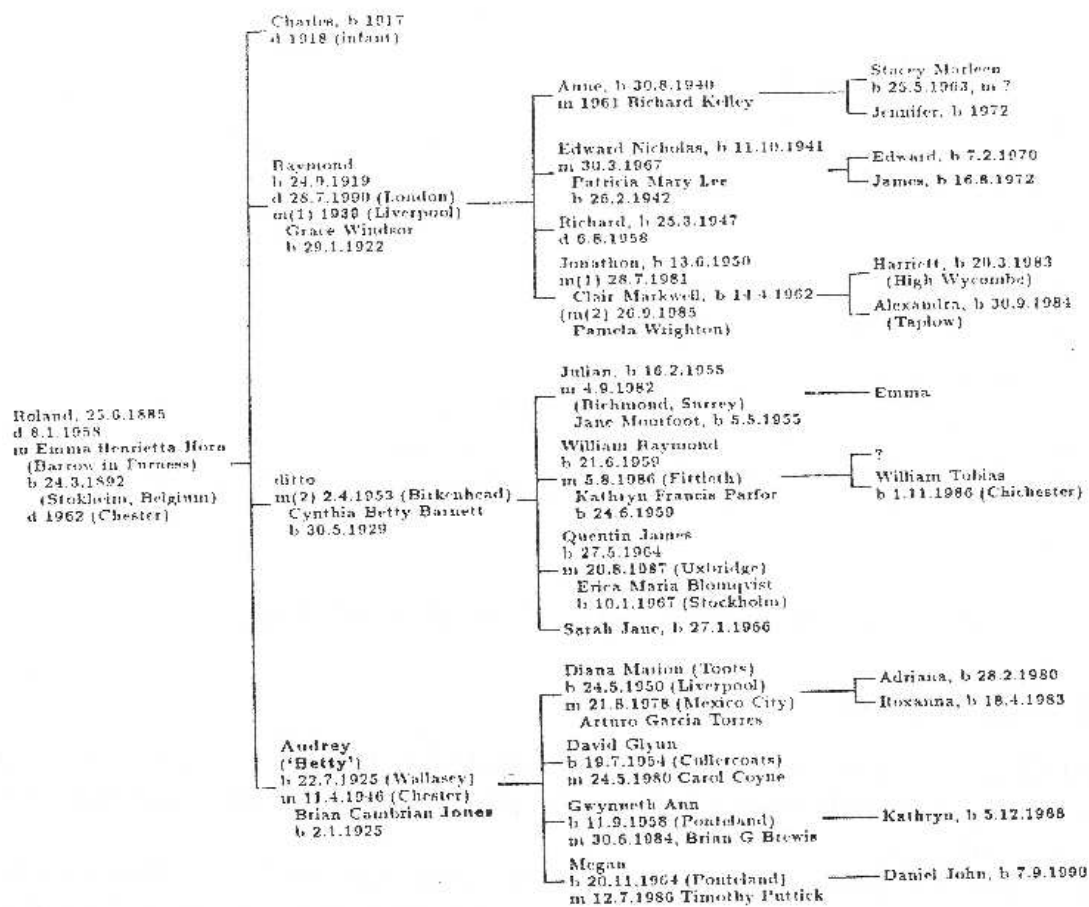 Charles, b 1917
d 1918 (infant)
Anne, b 30.8.1940
m 1961 Richard Kelley
Stacey Marleen
b 25.5.1963, m ?
Jennifer, b 1972
Raymond
b 24.9.1919
d 28.7.1990 (London)
m(1) 1939 (Liverpool)
Grace Windsor
b 29.1.1922
Edward Nicholas, b 11.10.1941
m 30.3.1967
Patricia Mary Lee
b 26.2.1942
Edward, b 7.2.1970
James, b 16.8.1972
Richard, b 25.3.1947
d 6.8.1958
Jonathon, b 13.6.1950
m(1) 28.7.1981
Clair Markwell, b 14.4.1962
(m(2) 26.9.1985
Pamela Wrighton)
Harriett, b 20.3.1983
(High Wycombe)
Alexandra, b 30.9.1984
(Taplow)
Roland, 25.6.1885
d 8.1.1958
m Emma Henrietta Horn
(Barrow in Furness)
b 24.3.1892
(Stokheim, Belgium)
d 1962 (Chester)
ditto
m(2) 2.4.1953 (Birkenhead)
Cynthia Betty Barnett
b 30.5.1929
Julian, b 16.2.1955
m 4.9.1982
(Richmond, Surrey)
Jane Mountfoot, b 5.5.1955
Emma
William Raymond
b 21.6.1959
m 5.8.1986 (Fittleth)
Kathryn Francis Parfor
b 24.6.1959
?
William Tobias
b 1.11.1986 (Chichester)
Quentin James
b 27.5.1964
m 20.8.1987 (Uxbridge)
Erica Maria Blomqvist
b 10.1.1967 (Stockholm)
Sarah Jane, b 27.1.1966
Audrey
('Betty')
b 22.7.1925 (Wallasey)
m 11.4.1946 (Chester)
Brian Cambrian Jones
b 2.1.1925
Diana Marion (Toots)
b 24.5.1950 (Liverpool)
m 21.8.1978 (Mexico City)
Arturo Garcia Torres
Adriana, b 28.2.1980
Roxanna, b 18.4.1983
David Glynn
b 19.7.1954 (Cullercoats)
m 24.5.1980 Carol Coyne
Gwynneth Ann
b 11.9.1958 (Ponteland)
m 30.6.1984, Brian G Brewis
Kathryn, b 5.12.1988
Megan
b 20.11.1964 (Ponteland)
m 12.7.1986 Timothy Puttick
Daniel John, b 7.9.1990